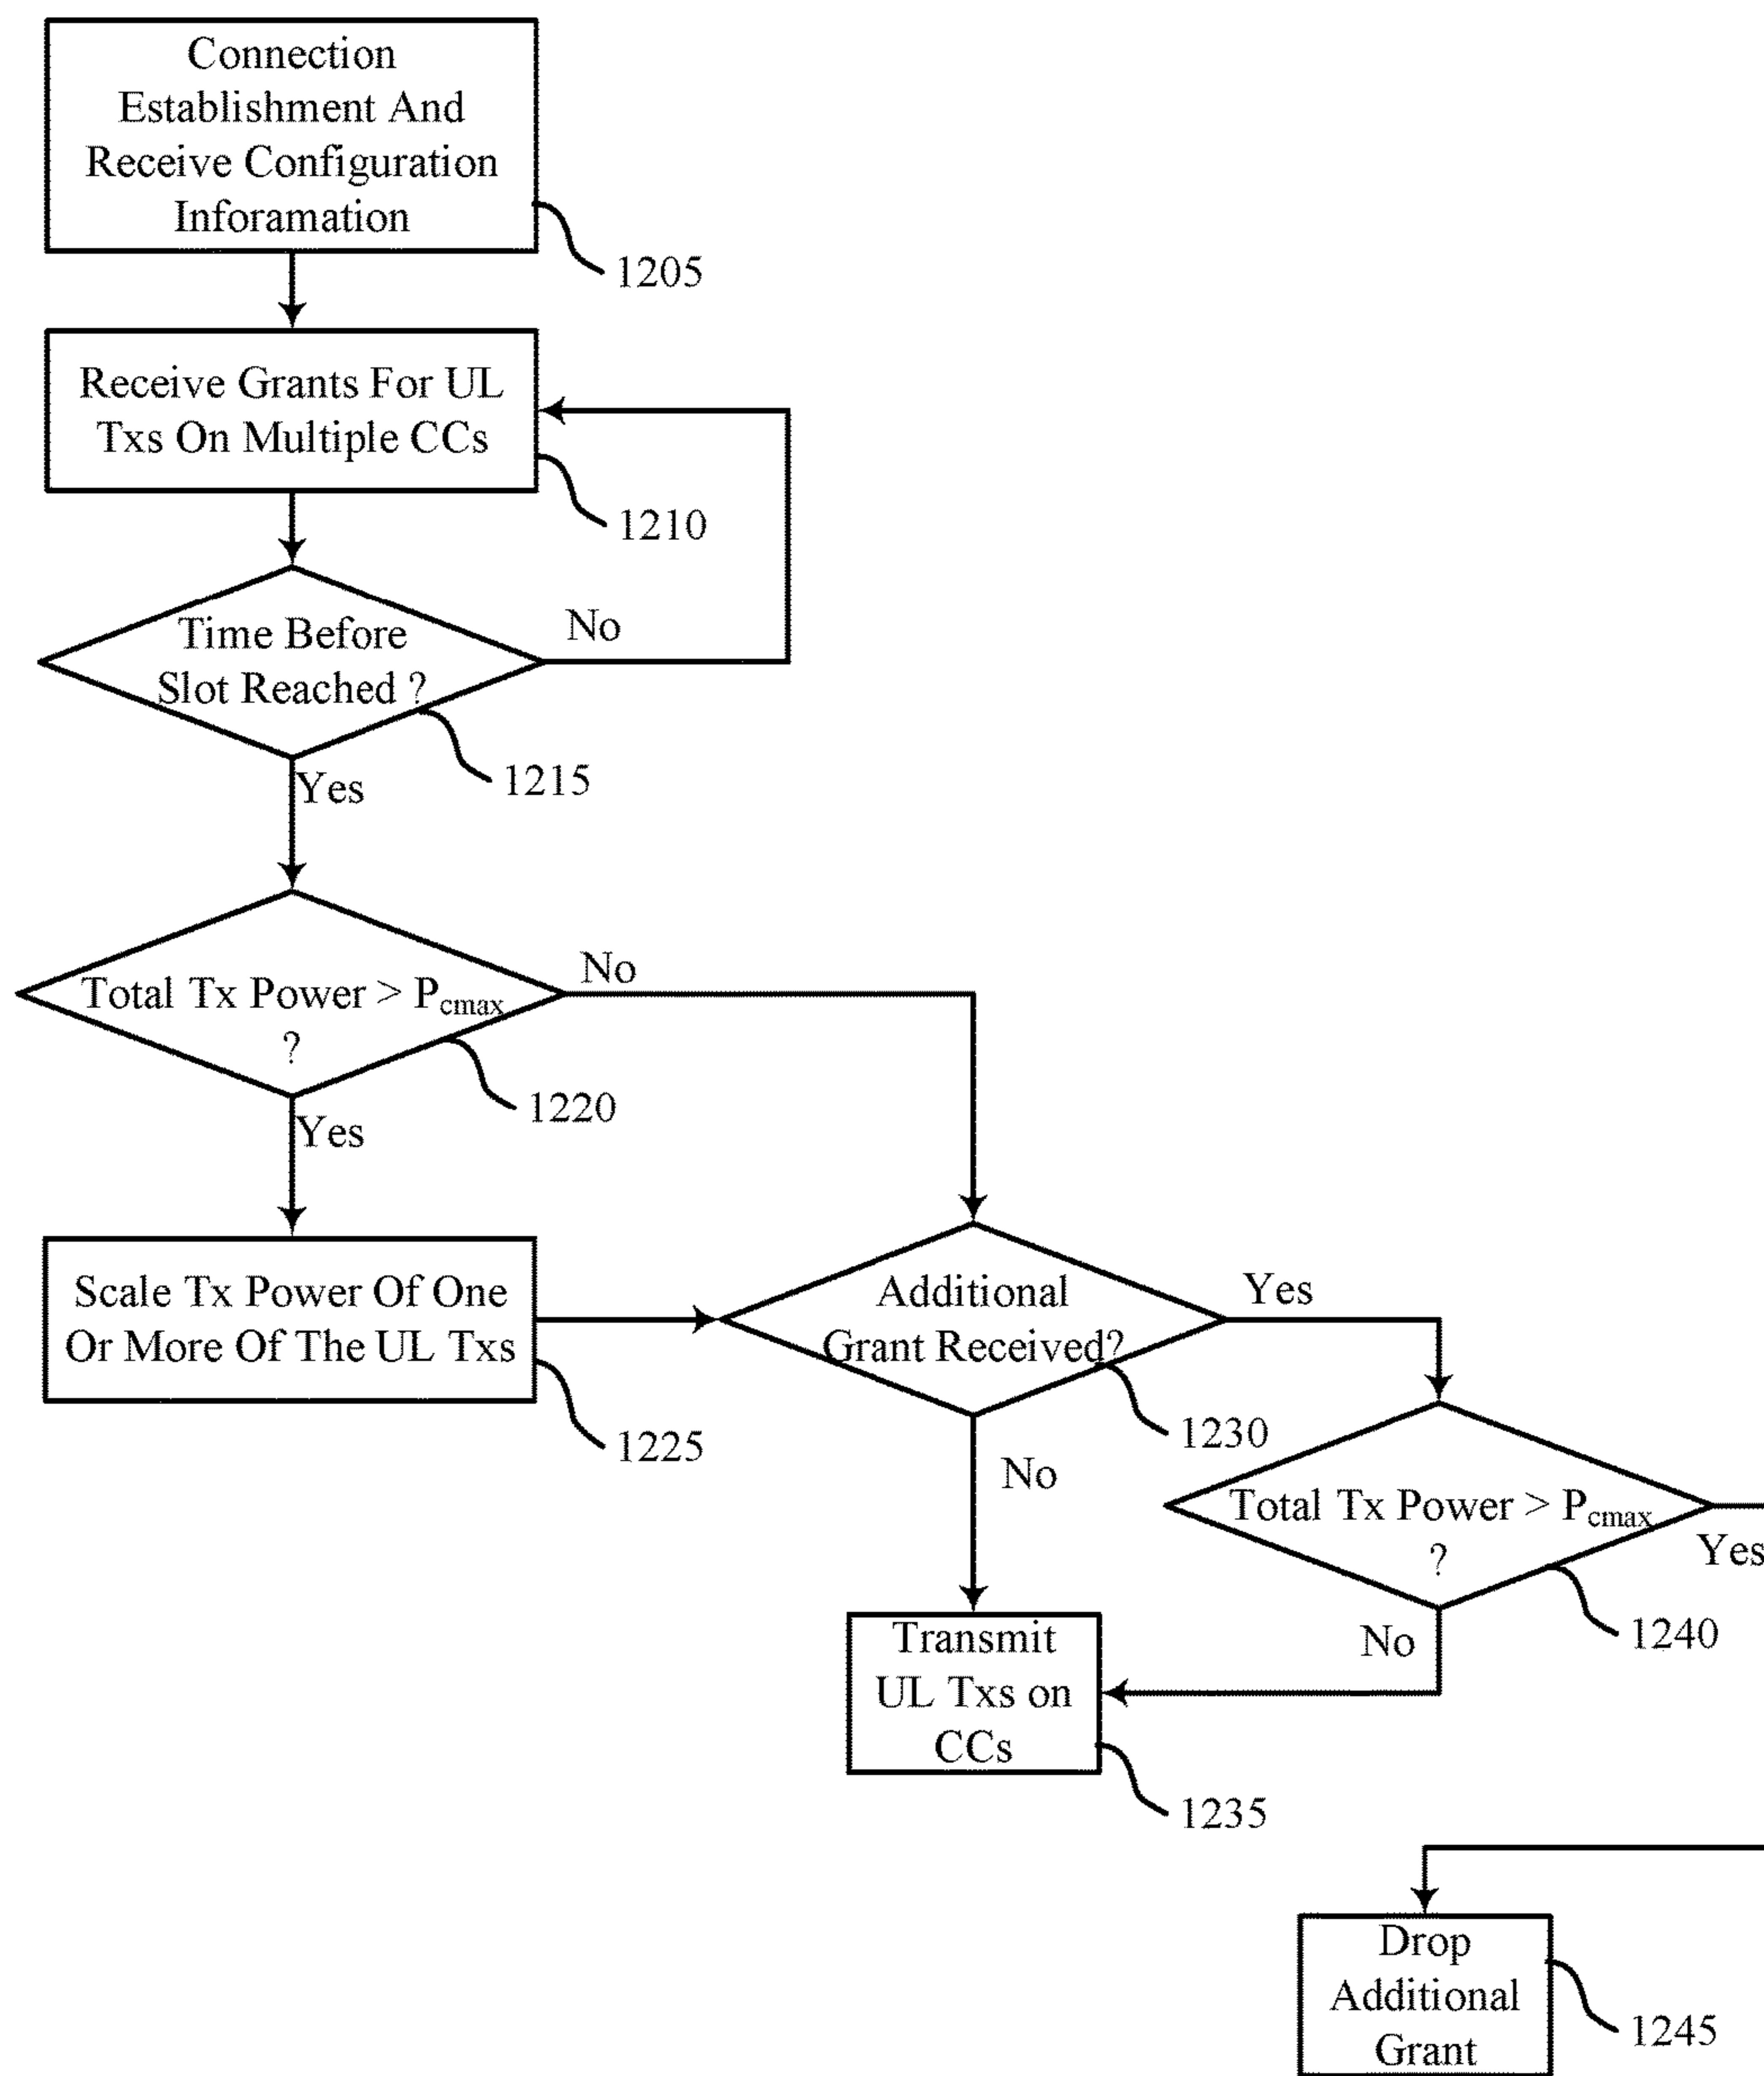 Connection
Establishment And
Receive Configuration
Inforamation
1205
Receive Grants For UL
Txs On Multiple CCs
1210
Time Before
Slot Reached ?
No
1215
Yes
Total Tx Power > Pcmax
?
No
1220
Yes
Scale Tx Power Of One
Or More Of The UL Txs
1225
Additional
Grant Received?
Yes
1230
No
Total Tx Power > Pcmax
?
Yes
1240
No
Transmit
UL Txs on
CCs
1235
Drop
Additional
Grant
1245